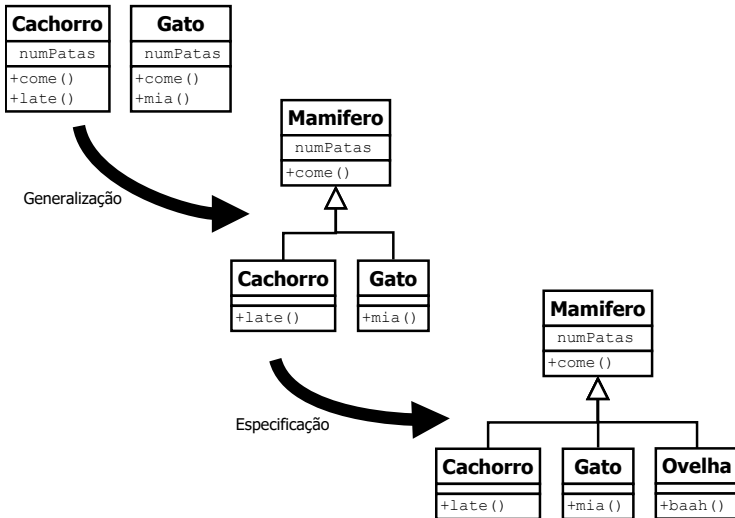 Cachorro
numPatas
+come()
+late()
Gato
numPatas
+come()
+mia()
Generalização
Mamifero
numPatas
+come()
Cachorro
+late()
Gato
+mia()
Especificação
Mamifero
numPatas
+come()
Cachorro
+late()
Gato
+mia()
Ovelha
+baah()